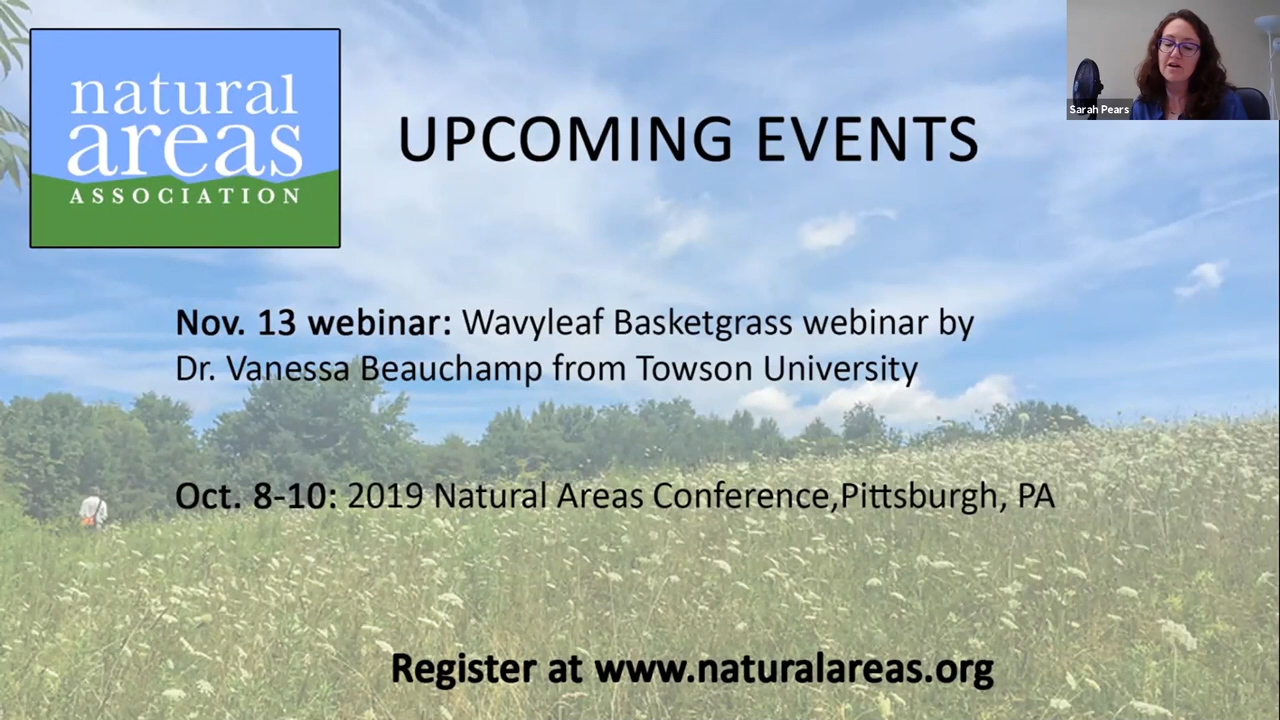 natural
areas
ASSOCIATION
UPCOMING EVENTS
Sarah Pears
Nov. 13 webinar: Wavyleaf Basketgrass webinar by
Dr. Vanessa Beauchamp from Towson University
Oct. 8-10: 2019 Natural Areas Conference,Pittsburgh, PA
Register at www.naturalareas.org